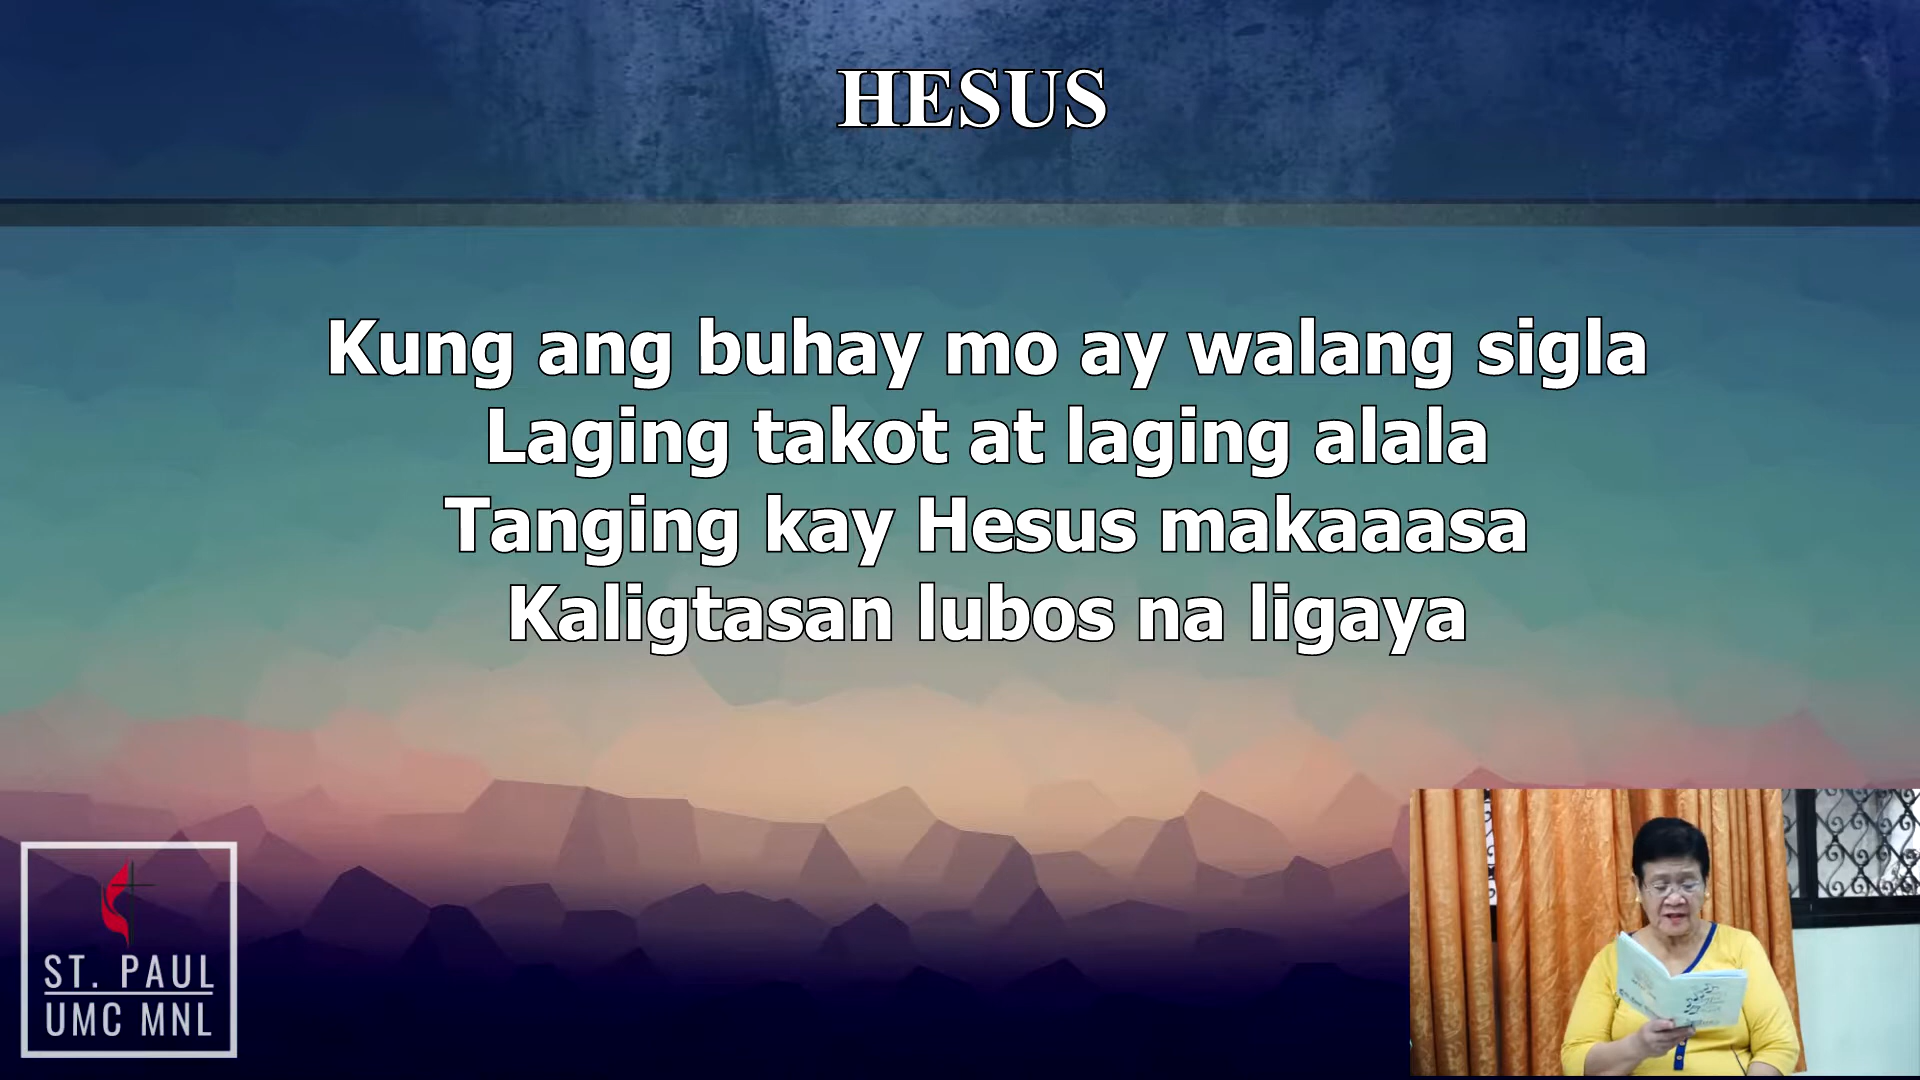 HESUS
Kung ang buhay mo ay walang sigla
Laging takot at laging alala
Tanging kay Hesus makaaasa
Kaligtasan lubos na ligaya
ST. PAUL
UMC MNL